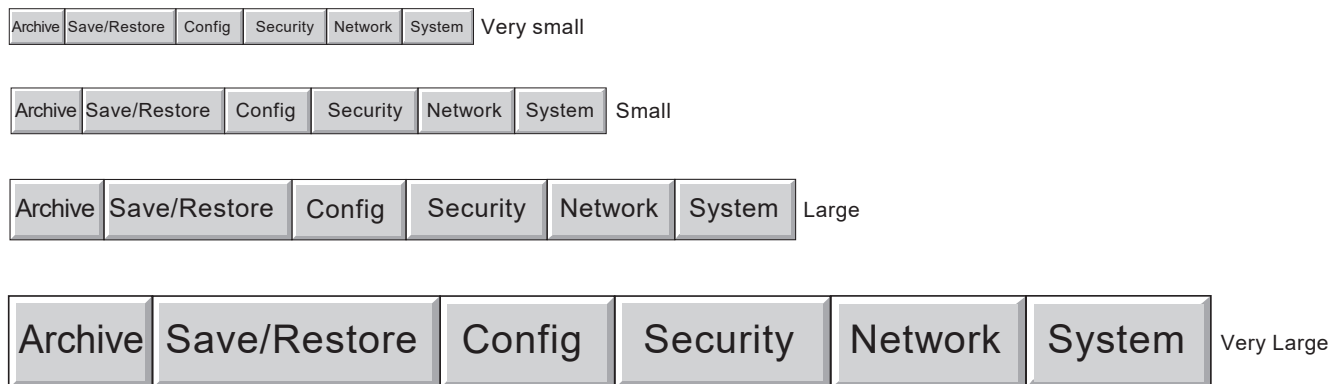 Archive Save/Restore Config Security Network System Very small
Archive Save/Restore Config Security Network System Small
Archive Save/Restore Config Security Network System Large
Archive Save/Restore Config Security Network System Very Large